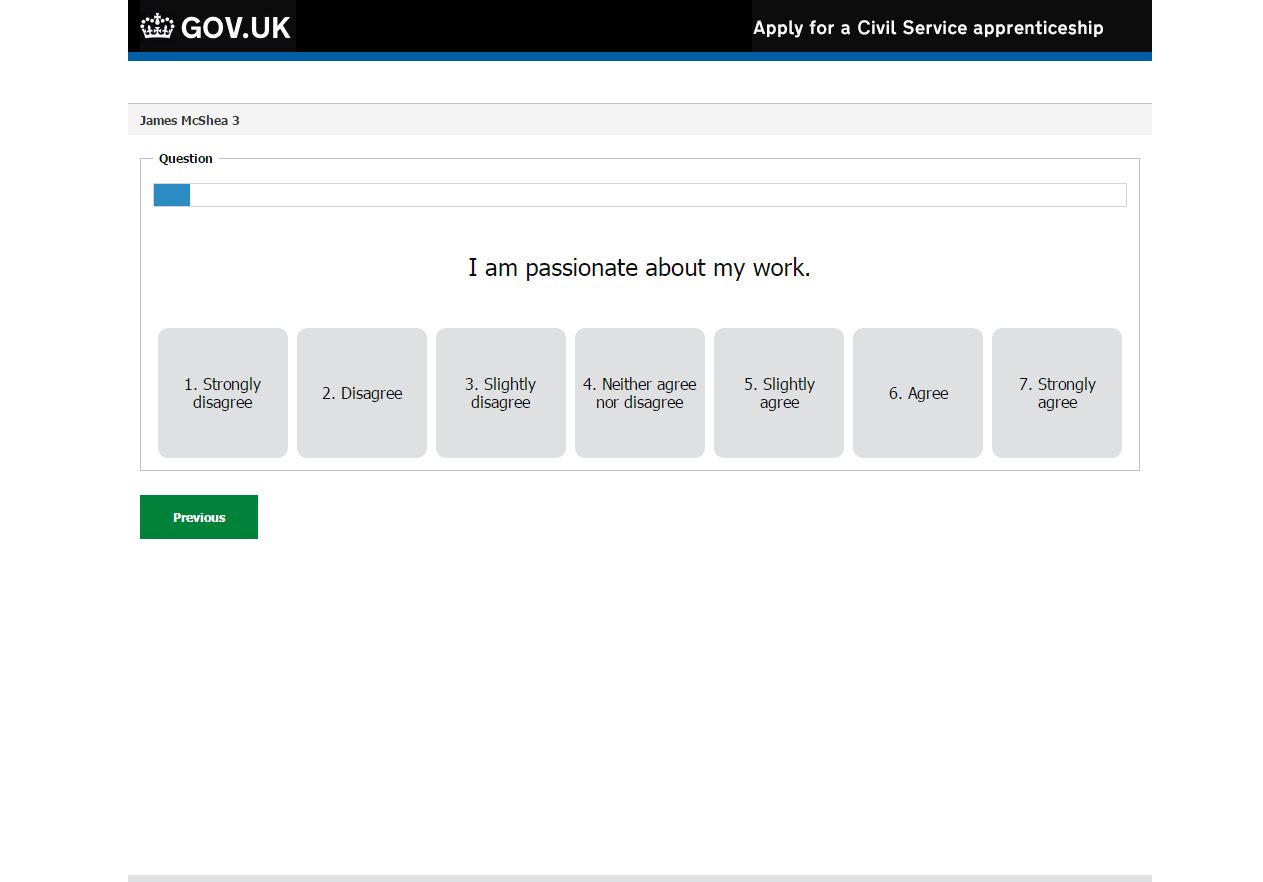 GOV.UK
Apply for a Civil Service apprenticeship
James McShea 3
Question
I am passionate about my work.
1. Strongly
disagree
2. Disagree
3. Slightly
disagree
4. Neither agree
nor disagree
5. Slightly
agree
6. Agree
7. Strongly
agree
Previous